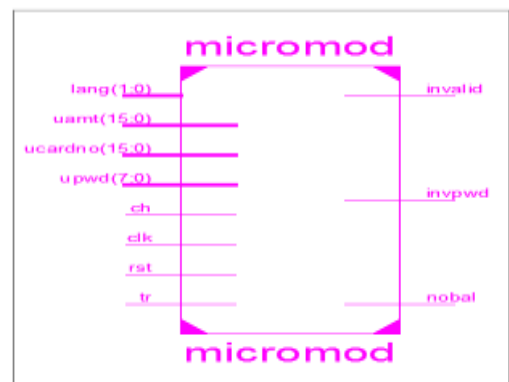 micromod
lang(1:0)
uamt(15:0)
ucardno(15:0)
upwd(7:0)
ch
clk
rst
tr
invalid
invpwd
nobal
micromod